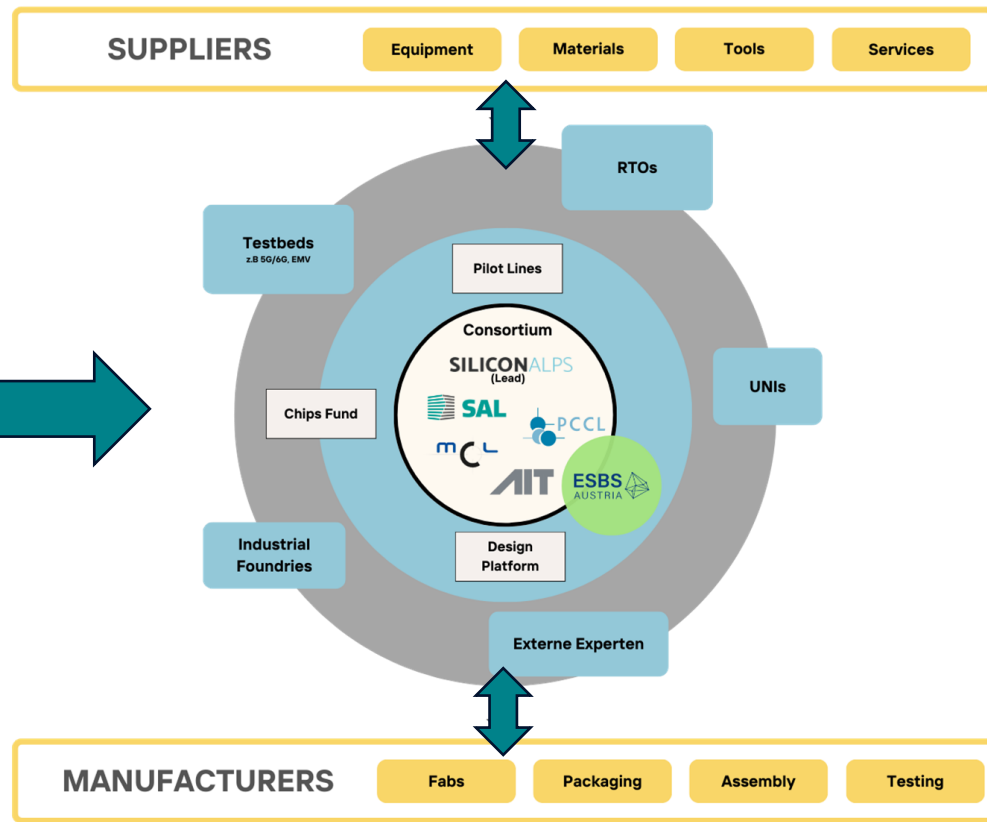 SUPPLIERS
Equipment
Materials
Tools
Services
RTOs
Testbeds
z.B 5G/6G, EMV
Pilot Lines
Consortium
SILICONALPS
(Lead)
Chips Fund
UNIs
SAL
PCCL
mCL
AIT
ESBS
AUSTRIA
Industrial
Foundries
Design
Platform
Externe Experten
MANUFACTURERS
Fabs
Packaging
Assembly
Testing